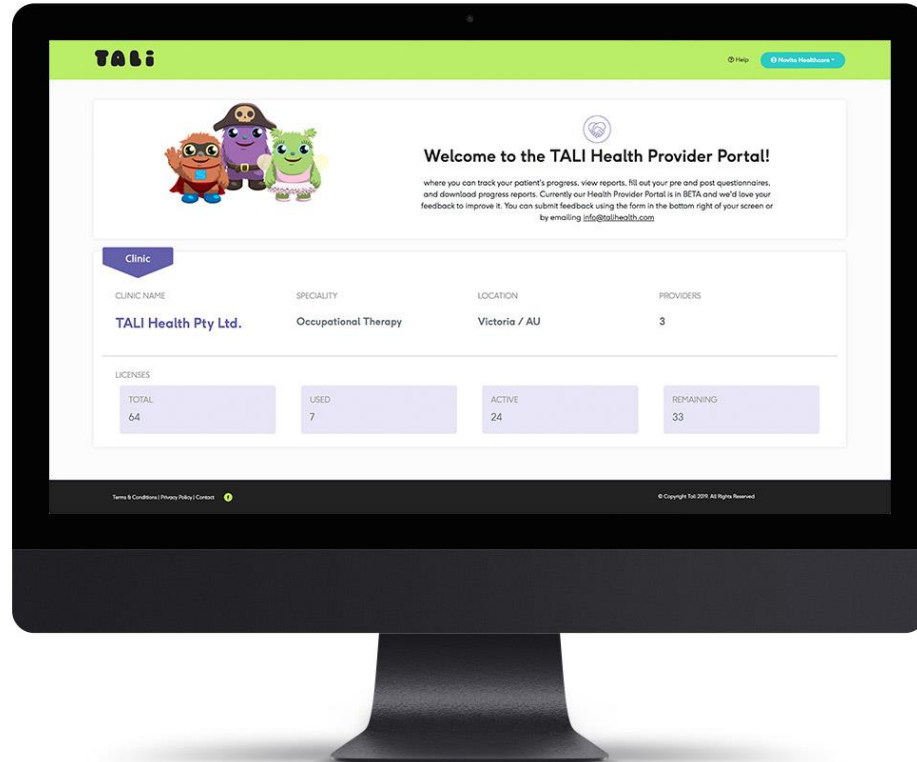 TALi
Help
Novita Healthcare
Welcome to the TALI Health Provider Portal!
where you can track your patient's progress, view reports, fill out your pre and post questionnaires,
and download progress reports. Currently our Health Provider Portal is in BETA and we'd love your
feedback to improve it. You can submit feedback using the form in the bottom right of your screen or
by emailing info@talihealth.com
Clinic
CLINIC NAME SPECIALITY LOCATION PROVIDERS
TALI Health Pty Ltd. Occupational Therapy Victoria / AU 3
LICENSES
TOTAL USED ACTIVE REMAINING
64 7 24 33
Terms & Conditions | Privacy Policy | Contact
© Copyright Tali 2019. All Rights Reserved